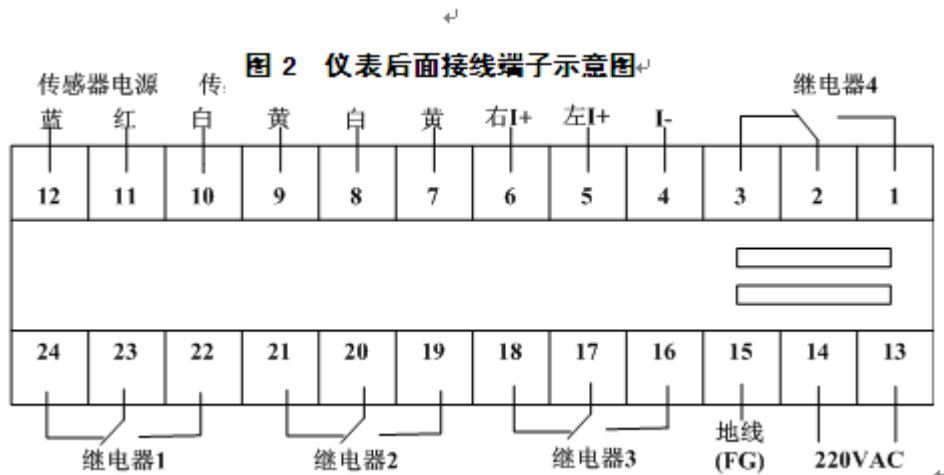 图 2 仪表后面接线端子示意图
传感器电源 传 继电器4
蓝 红 白 黄 白 黄 右I+ 左I+ I-
12 11 10 9 8 7 6 5 4 3 2 1
24 23 22 21 20 19 18 17 16 15 14 13
继电器1 继电器2 继电器3 地线 220VAC
(FG)